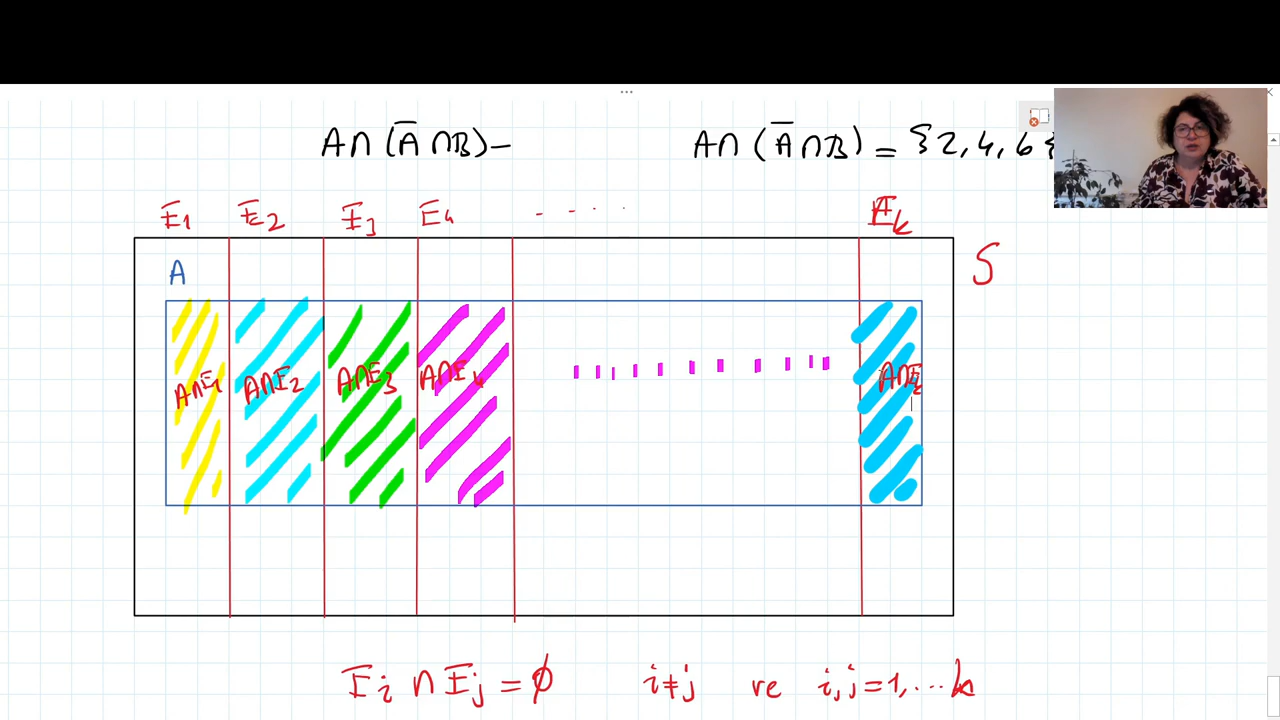 A∩(A̅∩B)− A∩(A̅∩B) = {2, 4, 6}
E1 E2 E3 E4 ..... Ek
S
A
A∩E1 A∩E2 A∩E3 A∩E4 A∩Ek
Ei ∩ Ej = ∅ i≠j ve i,j=1,...k